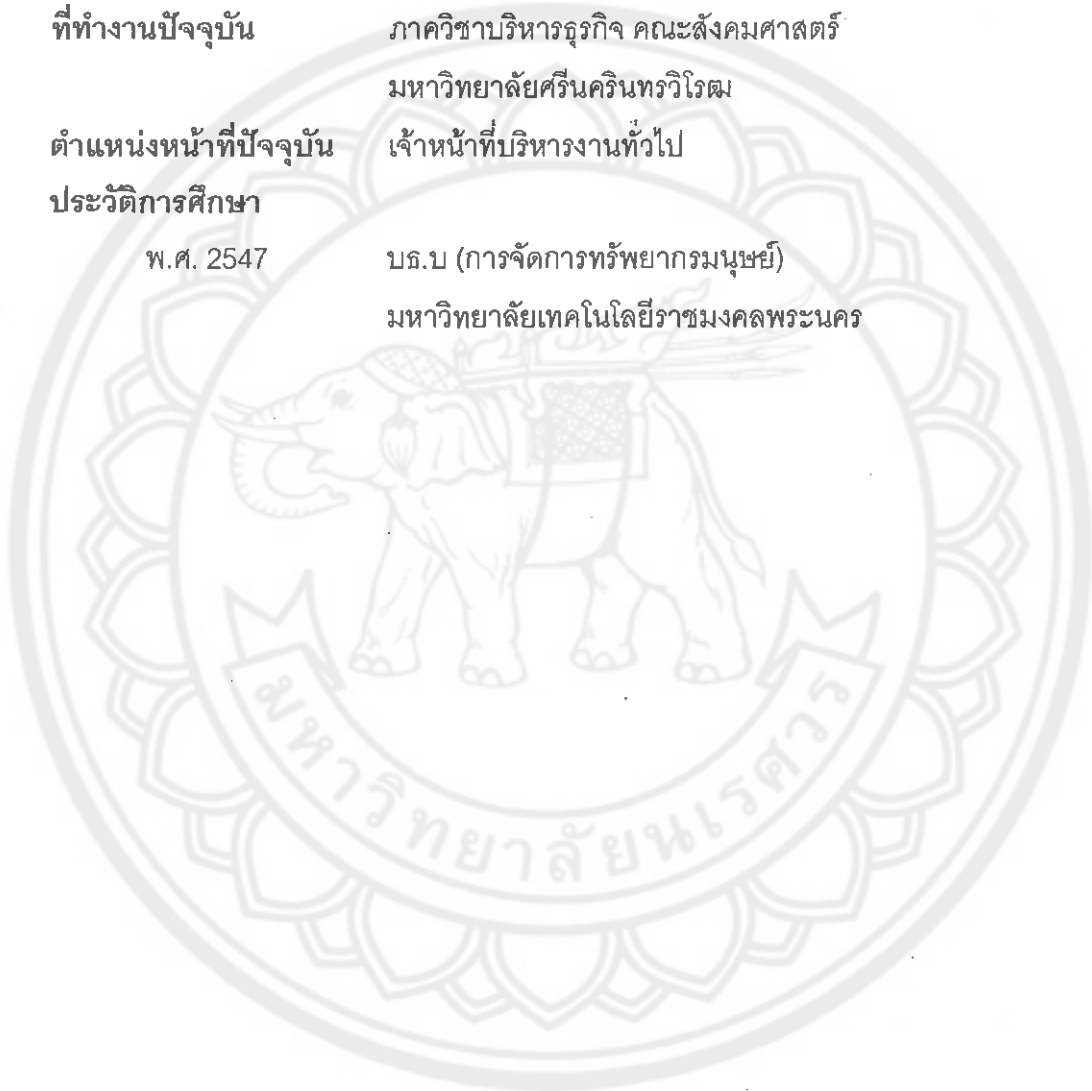 ที่ทำงานปัจจุบัน ภาควิชาบริหารธุรกิจ คณะสังคมศาสตร์
มหาวิทยาลัยศรีนครินทรวิโรฒ
ตำแหน่งหน้าที่ปัจจุบัน เจ้าหน้าที่บริหารงานทั่วไป
ประวัติการศึกษา
พ.ศ. 2547 บธ.บ (การจัดการทรัพยากรมนุษย์)
มหาวิทยาลัยเทคโนโลยีราชมงคลพระนคร
มหาวิทยาลัยนเรศวร